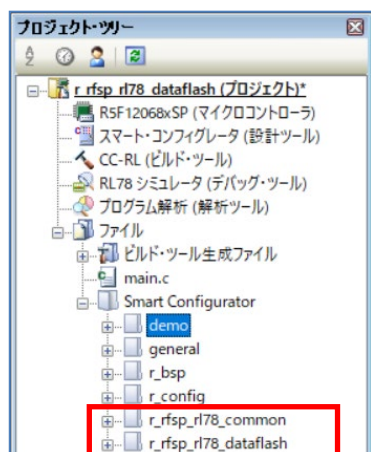 プロジェクト・ツリー
r_rfsp_rl78_dataflash (プロジェクト)*
R5F12068xSP (マイクロコントローラ)
スマート・コンフィグレータ (設計ツール)
CC-RL (ビルド・ツール)
RL78 シミュレータ (デバッグ・ツール)
プログラム解析 (解析ツール)
ファイル
ビルド・ツール生成ファイル
main.c
Smart Configurator
demo
general
r_bsp
r_config
r_rfsp_rl78_common
r_rfsp_rl78_dataflash